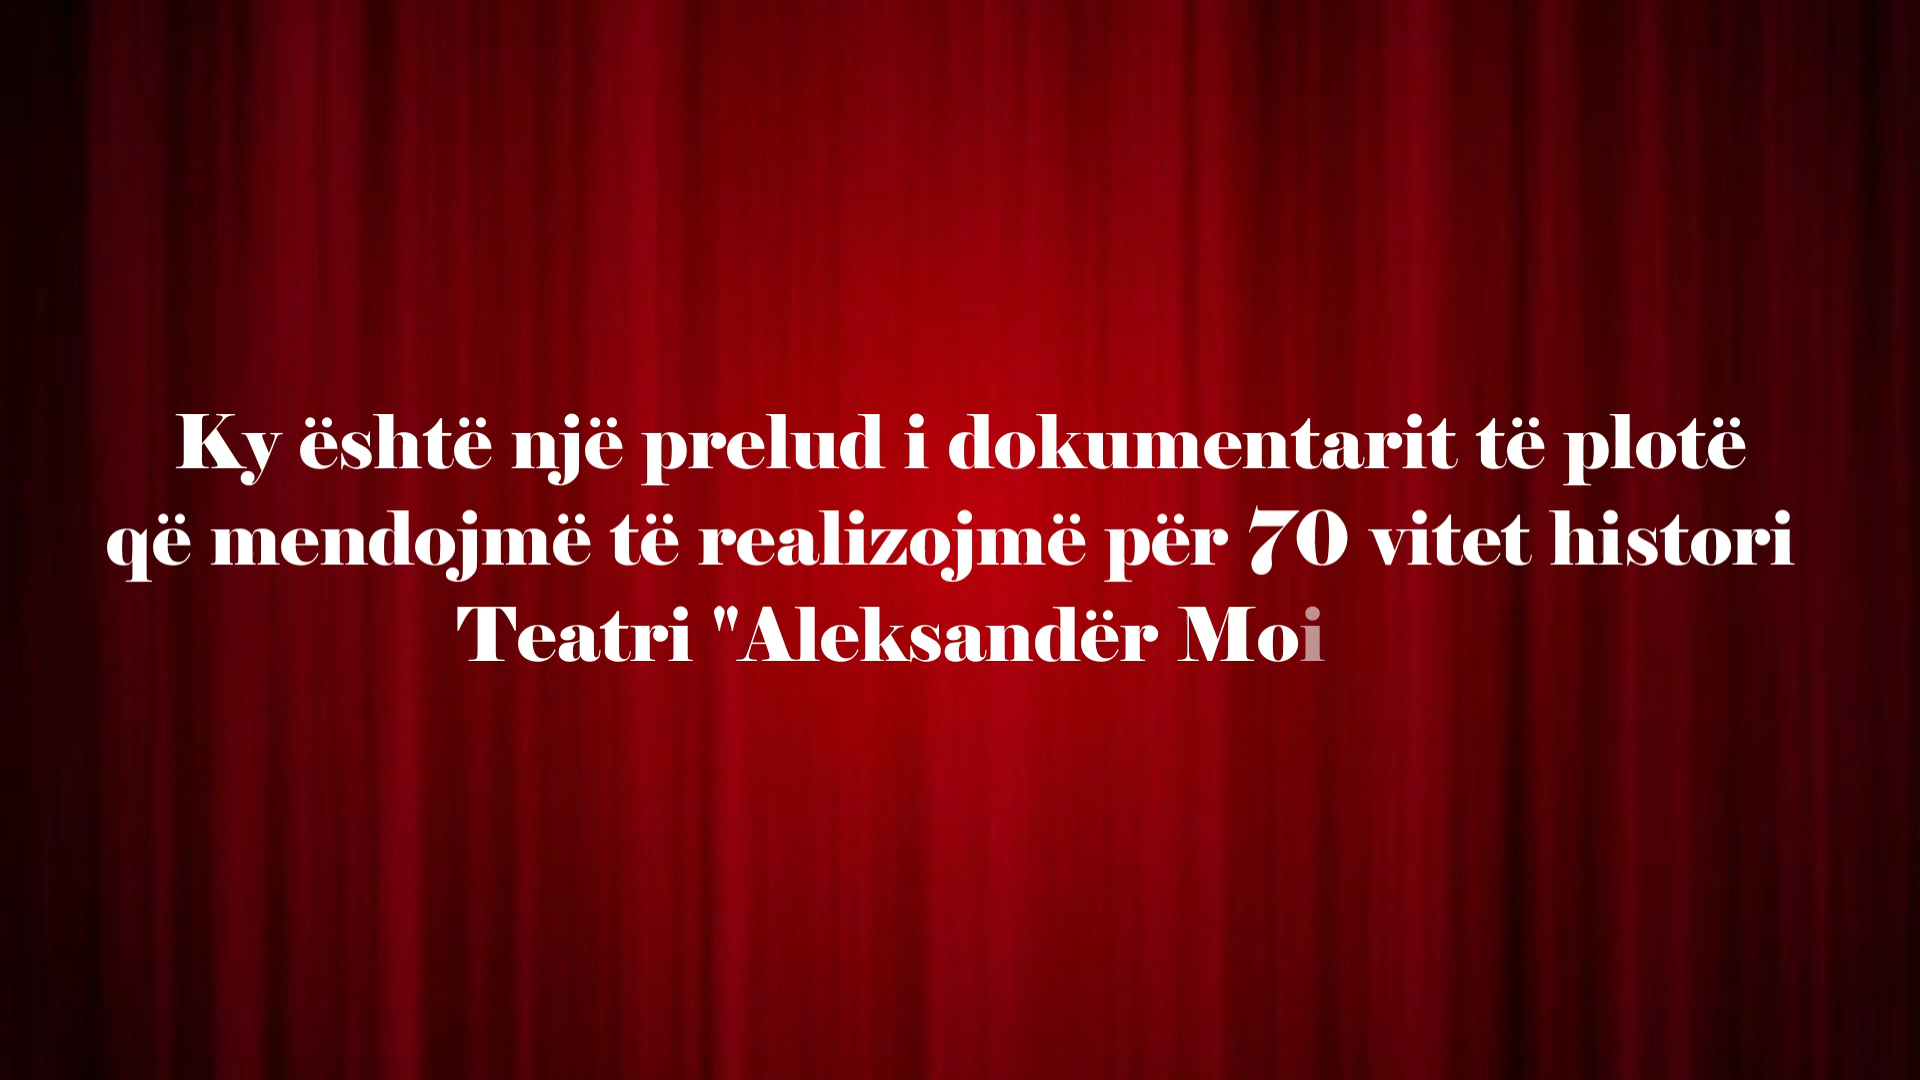 Ky është një prelud i dokumentarit të plotë
që mendojmë të realizojmë për 70 vitet histori
Teatri "Aleksandër Moi